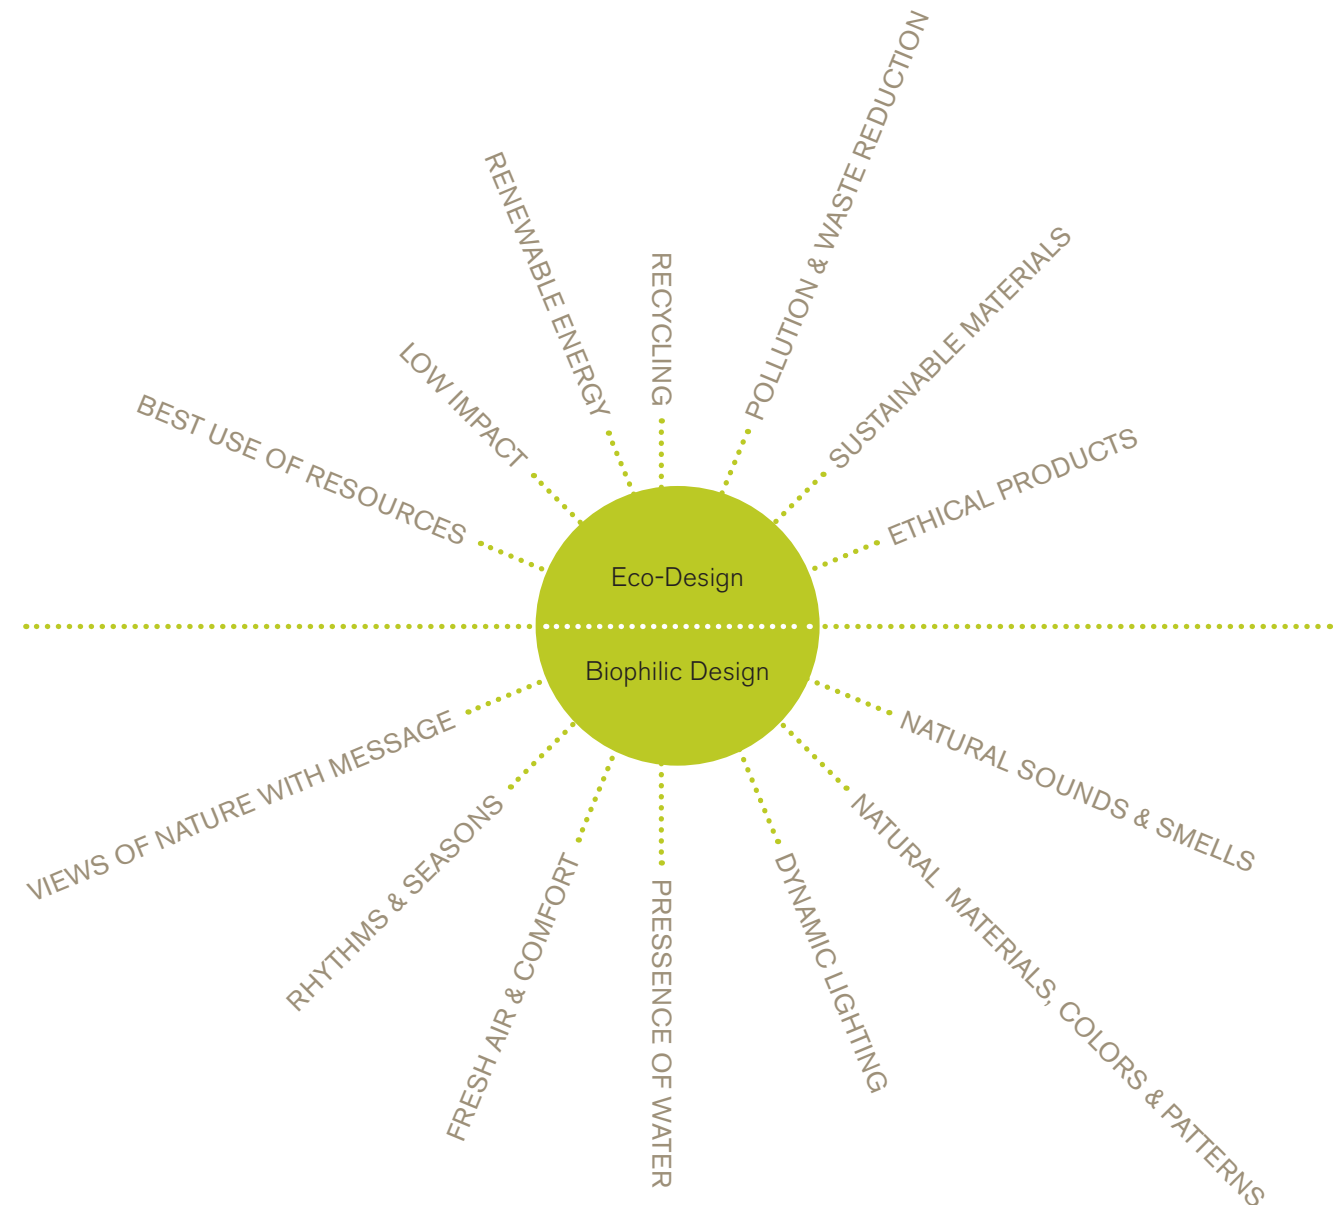 BEST USE OF RESOURCES
LOW IMPACT
RENEWABLE ENERGY
RECYCLING
POLLUTION & WASTE REDUCTION
SUSTAINABLE MATERIALS
ETHICAL PRODUCTS
Eco-Design
Biophilic Design
VIEWS OF NATURE WITH MESSAGE
RHYTHMS & SEASONS
FRESH AIR & COMFORT
PRESSENCE OF WATER
DYNAMIC LIGHTING
NATURAL MATERIALS, COLORS & PATTERNS
NATURAL SOUNDS & SMELLS